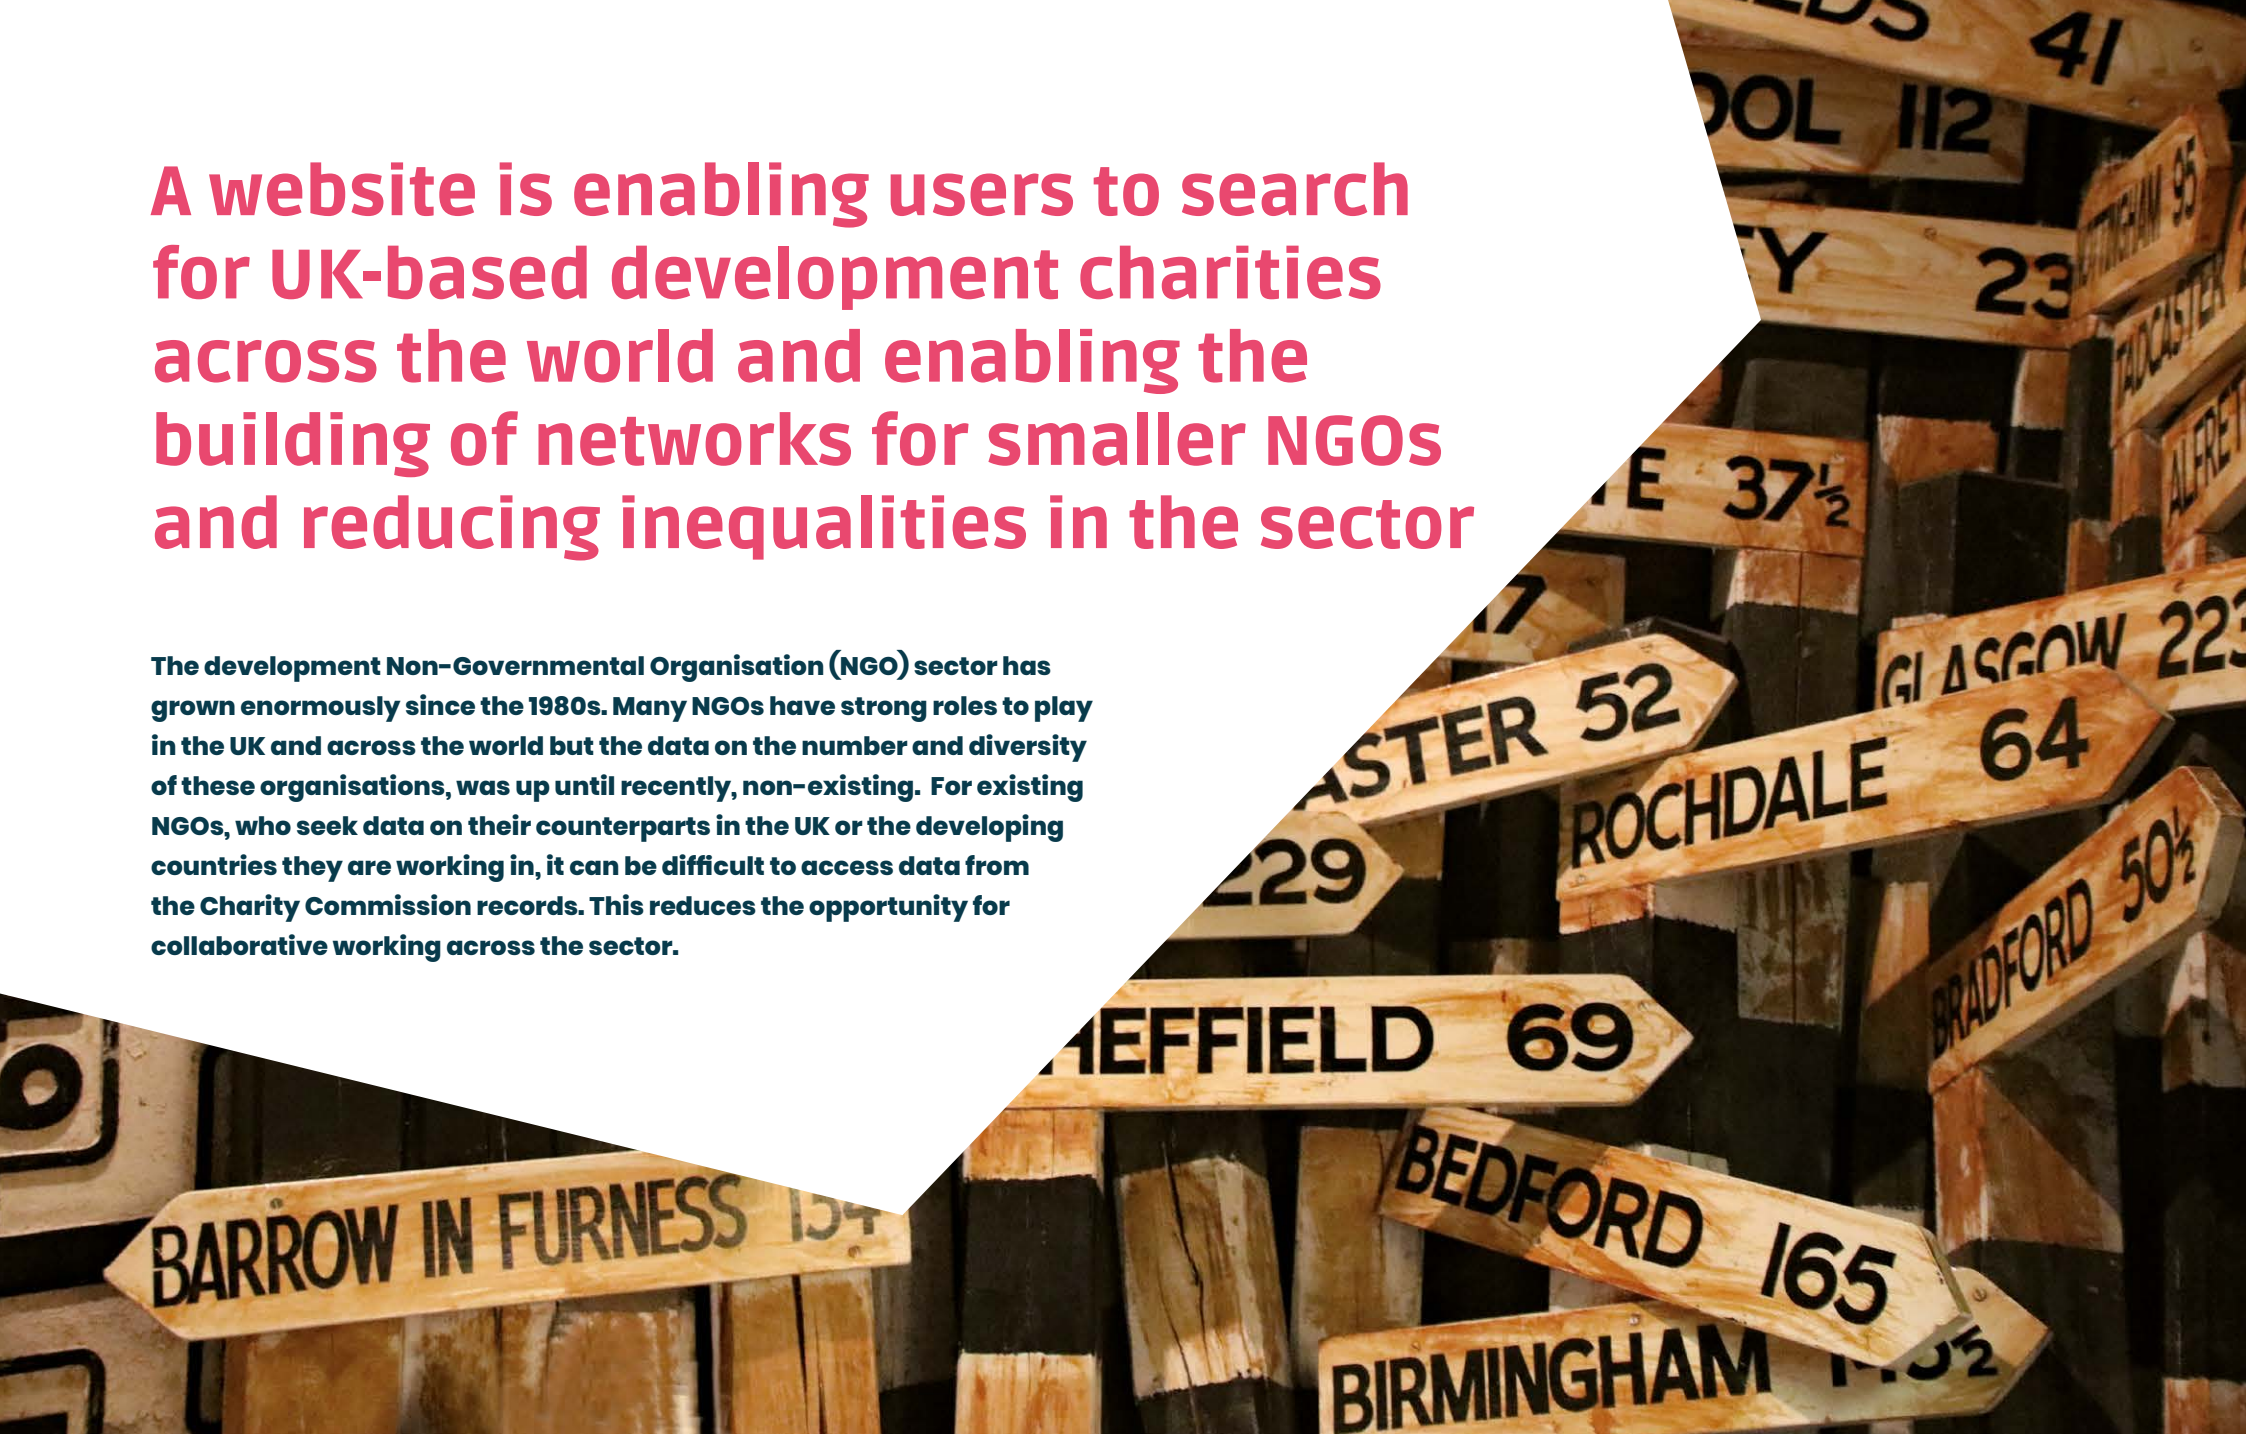 A website is enabling users to search
for UK-based development charities
across the world and enabling the
building of networks for smaller NGOs
and reducing inequalities in the sector
The development Non-Governmental Organisation (NGO) sector has
grown enormously since the 1980s. Many NGOs have strong roles to play
in the UK and across the world but the data on the number and diversity
of these organisations, was up until recently, non-existing.  For existing
NGOs, who seek data on their counterparts in the UK or the developing
countries they are working in, it can be difficult to access data from
the Charity Commission records. This reduces the opportunity for
collaborative working across the sector.
41
OOL 112
Y 23
95
TADCASTER
E 37½
17
GLASGOW 223
ASTER 52
ROCHDALE 64
229
BRADFORD 50½
HEFFIELD 69
BEDFORD 165
BARROW IN FURNESS 154
BIRMINGHAM